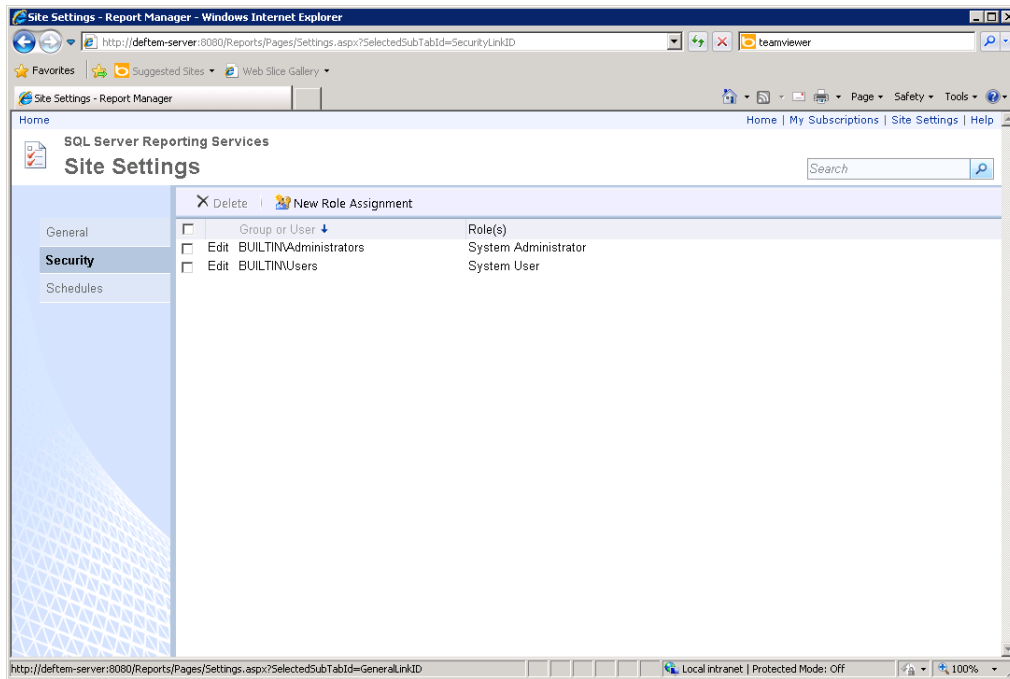 Site Settings - Report Manager - Windows Internet Explorer
http://deftem-server:8080/Reports/Pages/Settings.aspx?SelectedSubTabId=SecurityLinkID
teamviewer
Favorites Suggested Sites Web Slice Gallery
Site Settings - Report Manager Page Safety Tools
Home Home | My Subscriptions | Site Settings | Help
SQL Server Reporting Services
Site Settings
Search
Delete New Role Assignment
General
Security
Schedules
Group or User Role(s)
Edit BUILTIN\Administrators System Administrator
Edit BUILTIN\Users System User
http://deftem-server:8080/Reports/Pages/Settings.aspx?SelectedSubTabId=GeneralLinkID Local intranet | Protected Mode: Off 100%